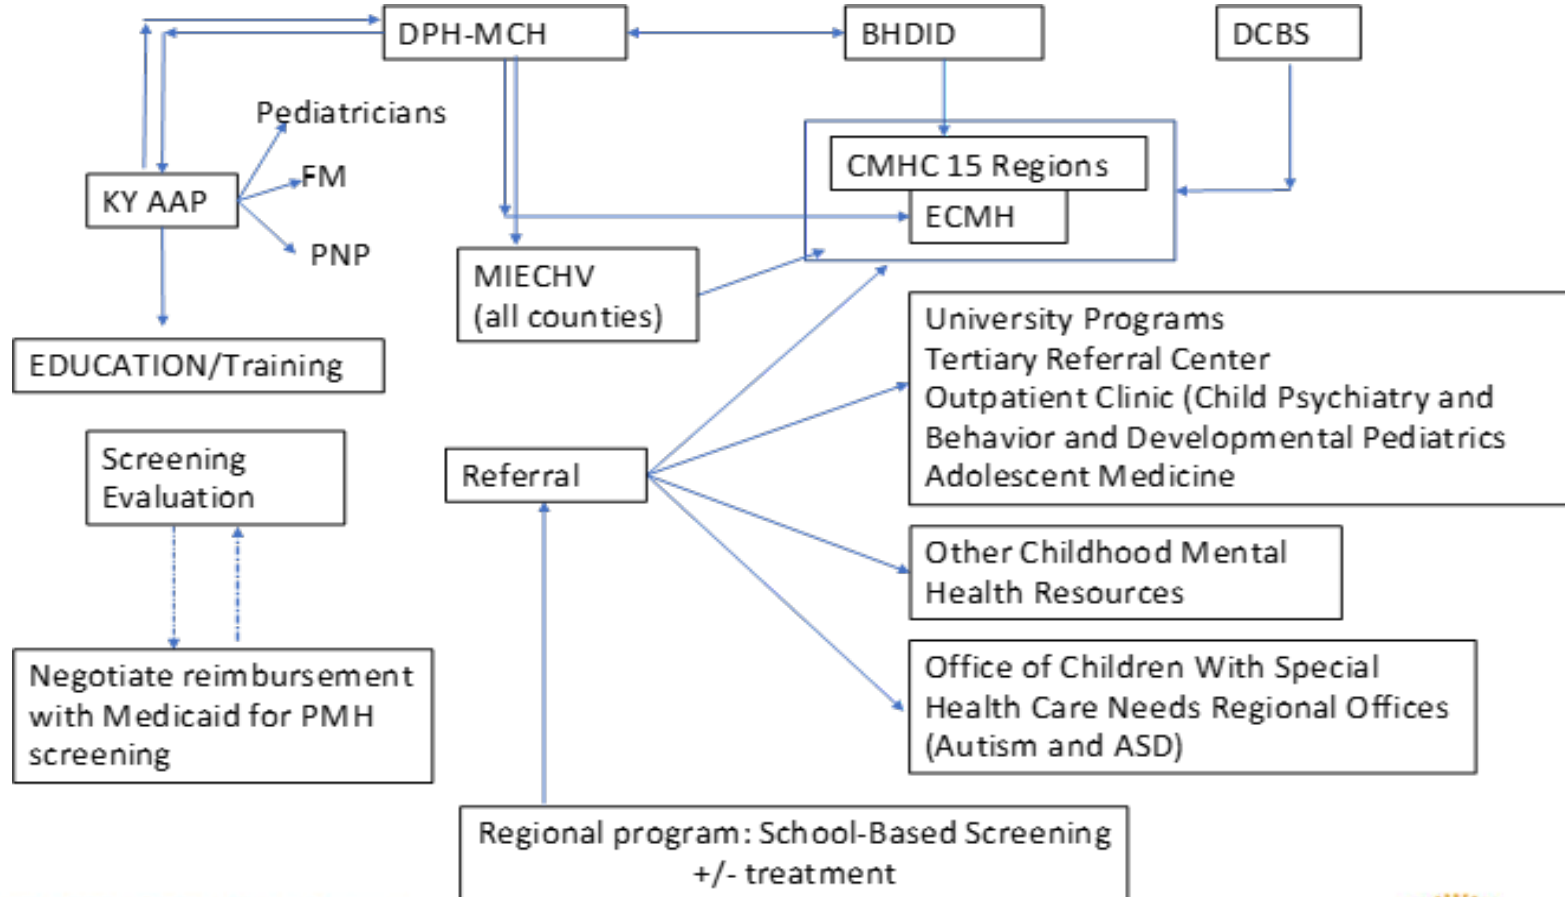 DPH-MCH
BHDID
DCBS
Pediatricians
FM
PNP
KY AAP
CMHC 15 Regions
ECMH
MIECHV
(all counties)
EDUCATION/Training
University Programs
Tertiary Referral Center
Outpatient Clinic (Child Psychiatry and
Behavior and Developmental Pediatrics
Adolescent Medicine
Screening
Evaluation
Referral
Other Childhood Mental
Health Resources
Negotiate reimbursement
with Medicaid for PMH
screening
Office of Children With Special
Health Care Needs Regional Offices
(Autism and ASD)
Regional program: School-Based Screening
+/- treatment